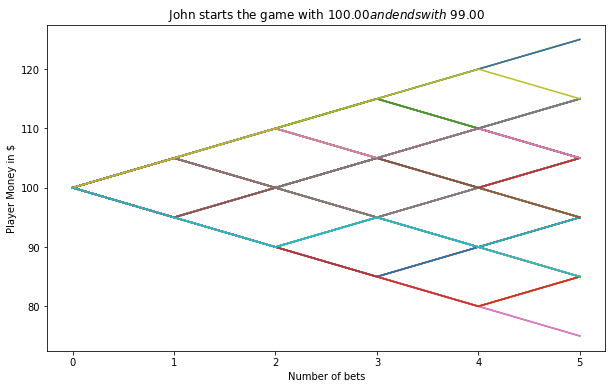 John starts the game with 100.00andendswith 99.00
Player Money in $
120
110
100
90
80
0 1 2 3 4 5
Number of bets